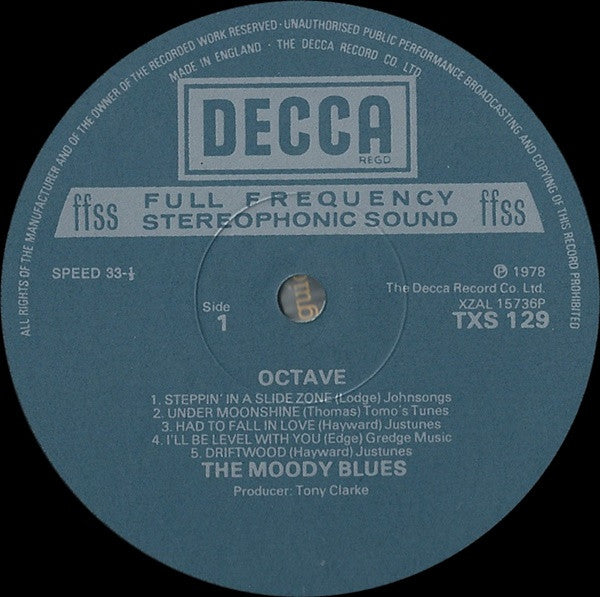 ALL RIGHTS OF THE MANUFACTURER AND OF THE OWNER OF THE RECORDED WORK RESERVED · UNAUTHORISED PUBLIC PERFORMANCE BROADCASTING AND COPYING OF THIS RECORD PROHIBITED
MADE IN ENGLAND · THE DECCA RECORD CO. LTD.
DECCA
REGD
ffss FULL FREQUENCY ffss
STEREOPHONIC SOUND
SPEED 33-⅓
℗ 1978
The Decca Record Co. Ltd.
Side
1
XZAL 15736P
TXS 129
OCTAVE
1. STEPPIN' IN A SLIDE ZONE (Lodge) Johnsongs
2. UNDER MOONSHINE (Thomas) Tomo's Tunes
3. HAD TO FALL IN LOVE (Hayward) Justunes
4. I'LL BE LEVEL WITH YOU (Edge) Gredge Music
5. DRIFTWOOD (Hayward) Justunes
THE MOODY BLUES
Producer: Tony Clarke